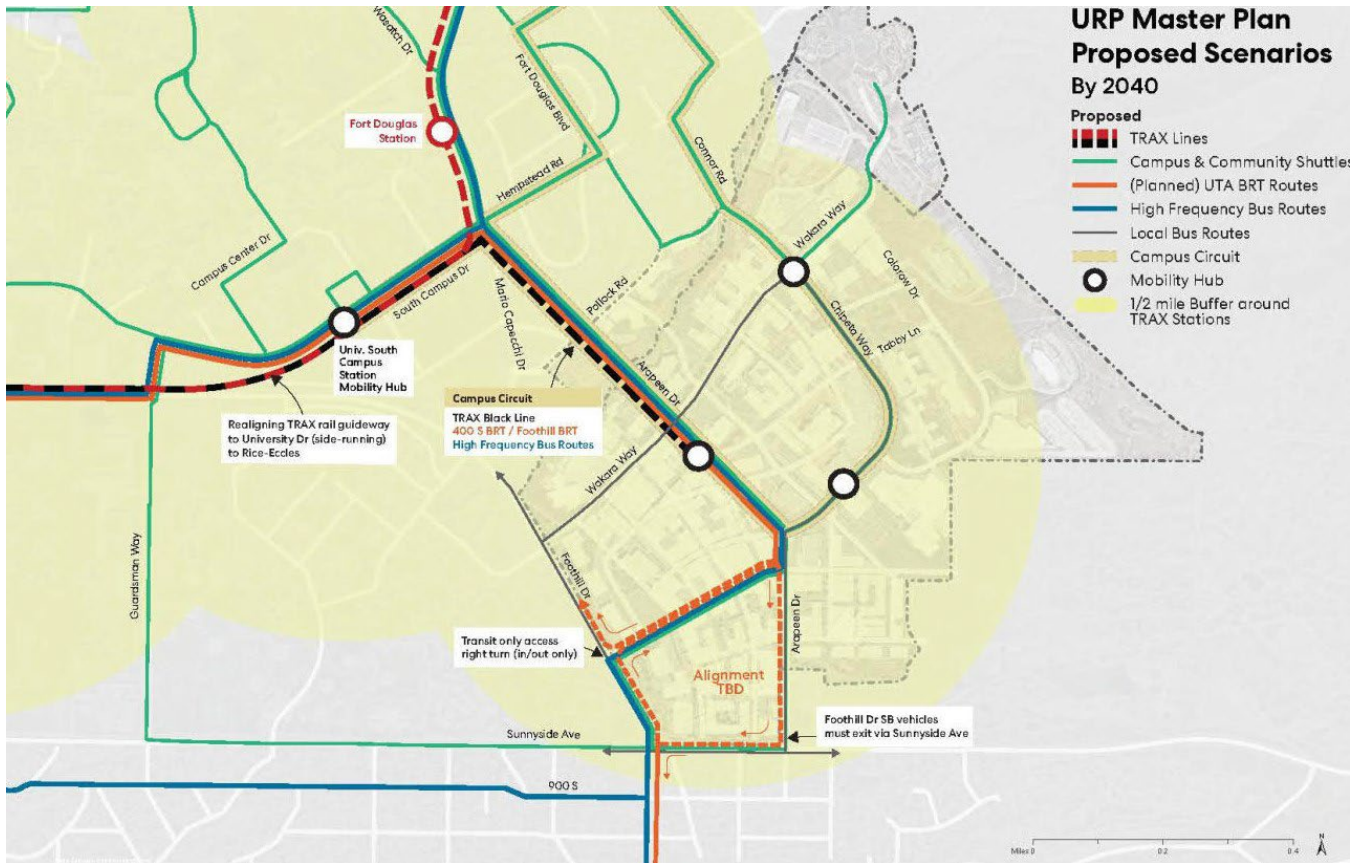 URP Master Plan
Proposed Scenarios
By 2040
Proposed
TRAX Lines
Campus & Community Shuttles
(Planned) UTA BRT Routes
High Frequency Bus Routes
Local Bus Routes
Campus Circuit
Mobility Hub
1/2 mile Buffer around
TRAX Stations
Wasatch Dr
Fort Douglas
Station
Fort Douglas Blvd
Hempstead Rd
Connor Rd
Campus Center Dr
South Campus Dr
Wakara Way
Colorow Dr
Pollock Rd
Mario Capecchi Dr
Chipeta Way
Tabby Ln
Univ. South
Campus
Station
Mobility Hub
Arapeen Dr
Campus Circuit
TRAX Black Line
400 S BRT / Foothill BRT
High Frequency Bus Routes
Realigning TRAX rail guideway
to University Dr (side-running)
to Rice-Eccles
Wakara Way
Guardsman Way
Foothill Dr
Arapeen Dr
Transit only access
right turn (in/out only)
Alignment
TBD
Foothill Dr SB vehicles
must exit via Sunnyside Ave
Sunnyside Ave
900 S
Miles 0
0.2
0.4
N